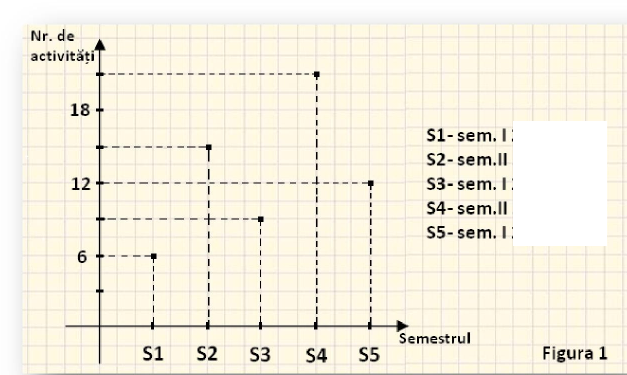 Nr. de
activități
18
12
6
S1 S2 S3 S4 S5
Semestrul
S1- sem. I
S2- sem.II
S3- sem. I
S4- sem.II
S5- sem. I
Figura 1